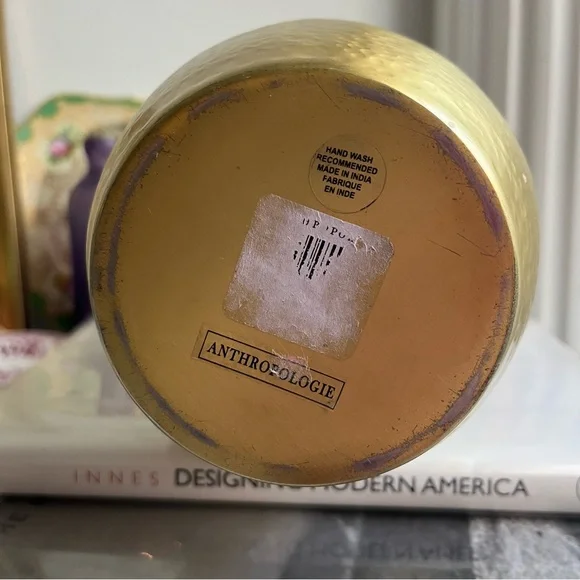 HAND WASH
RECOMMENDED
MADE IN INDIA
FABRIQUE
EN INDE
ANTHROPOLOGIE
INNES DESIGNING MODERN AMERICA